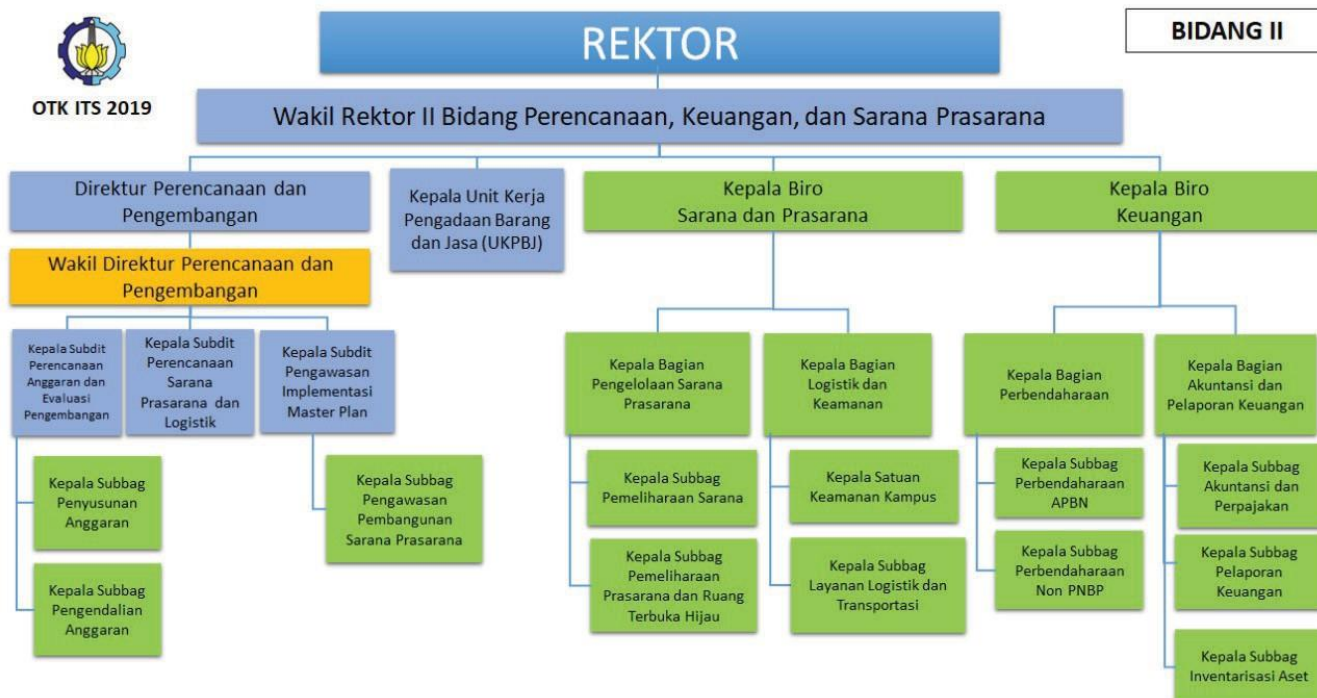 REKTOR
BIDANG II
OTK ITS 2019
Wakil Rektor II Bidang Perencanaan, Keuangan, dan Sarana Prasarana
Direktur Perencanaan dan
Pengembangan
Kepala Unit Kerja
Pengadaan Barang
dan Jasa (UKPBJ)
Kepala Biro
Sarana dan Prasarana
Kepala Biro
Keuangan
Wakil Direktur Perencanaan dan
Pengembangan
Kepala Subdit
Perencanaan
Anggaran dan
Evaluasi
Pengembangan
Kepala Subdit
Perencanaan
Sarana
Prasarana dan
Logistik
Kepala Subdit
Pengawasan
Implementasi
Master Plan
Kepala Bagian
Pengelolaan Sarana
Prasarana
Kepala Bagian
Logistik dan
Keamanan
Kepala Bagian
Perbendaharaan
Kepala Bagian
Akuntansi dan
Pelaporan Keuangan
Kepala Subbag
Penyusunan
Anggaran
Kepala Subbag
Pengawasan
Pembangunan
Sarana Prasarana
Kepala Subbag
Pemeliharaan Sarana
Kepala Satuan
Keamanan Kampus
Kepala Subbag
Perbendaharaan
APBN
Kepala Subbag
Akuntansi dan
Perpajakan
Kepala Subbag
Pengendalian
Anggaran
Kepala Subbag
Pemeliharaan
Prasarana dan Ruang
Terbuka Hijau
Kepala Subbag
Layanan Logistik dan
Transportasi
Kepala Subbag
Perbendaharaan
Non PNBP
Kepala Subbag
Pelaporan
Keuangan
Kepala Subbag
Inventarisasi Aset